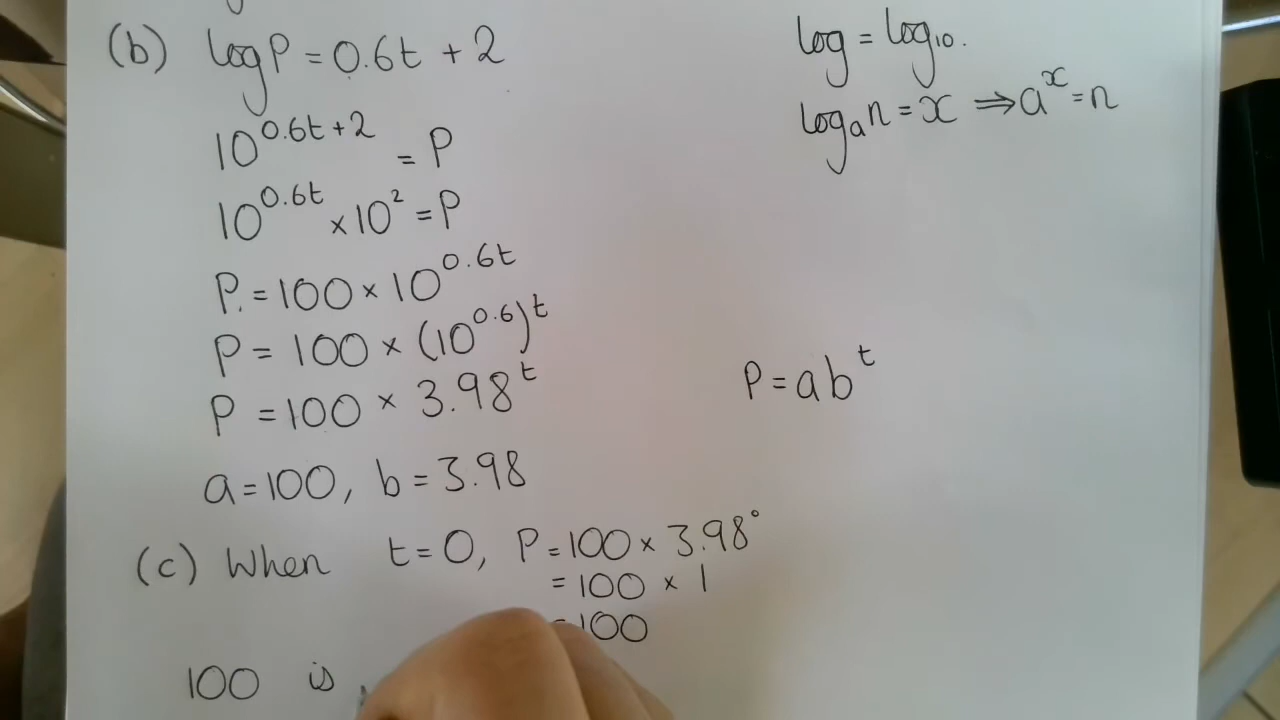 (b) log P = 0.6t + 2
log = log₁₀.
logₐn = x ⇒ aˣ = n
10^(0.6t+2) = P
10^(0.6t) × 10² = P
P. = 100 × 10^(0.6t)
P = 100 × (10^(0.6))^t
P = 100 × 3.98^t
P = ab^t
a = 100, b = 3.98
(c) When t = 0, P = 100 × 3.98°
= 100 × 1
= 100
100 is